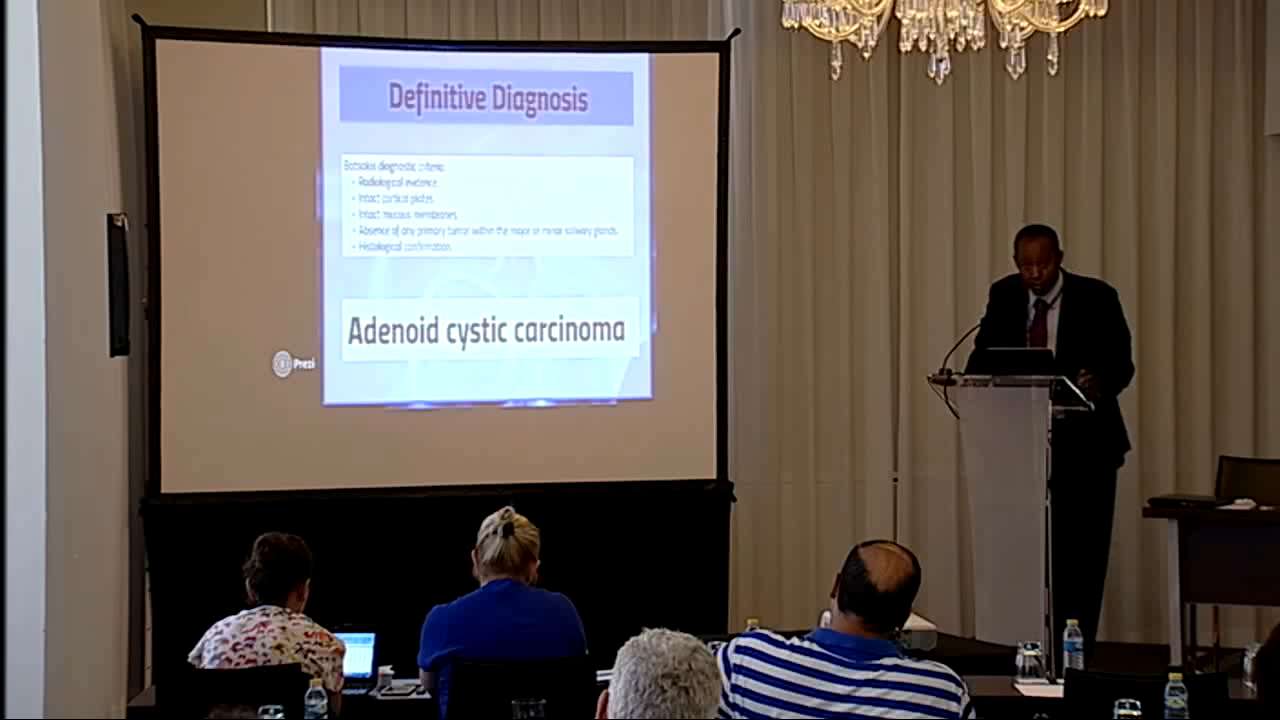 Definitive Diagnosis
Batsakis diagnostic criteria:
- Radiological evidence.
- Intact cortical plates.
- Intact mucous membranes.
- Absence of any primary tumor within the major or minor salivary glands.
- Histological confirmation.
Adenoid cystic carcinoma
Prezi